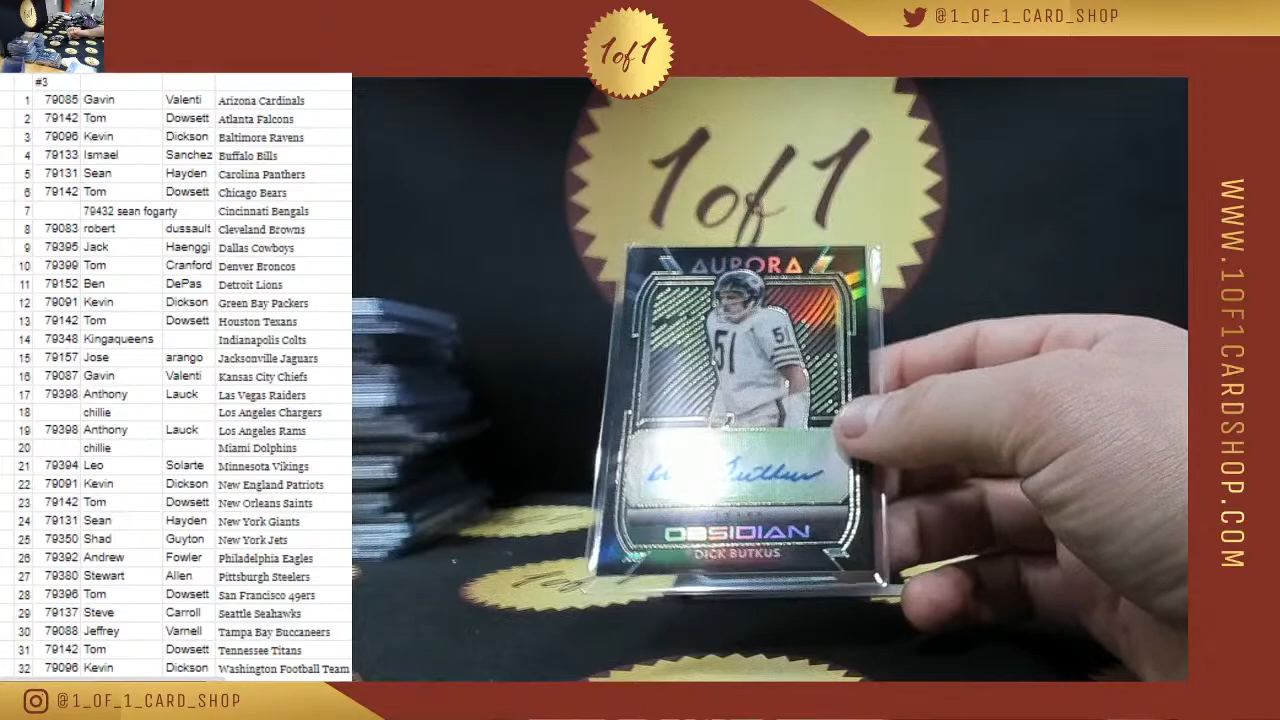 @1_OF_1_CARD_SHOP
1of1
#3
1 79085 Gavin Valenti Arizona Cardinals
2 79142 Tom Dowsett Atlanta Falcons
3 79096 Kevin Dickson Baltimore Ravens
4 79133 Ismael Sanchez Buffalo Bills
5 79131 Sean Hayden Carolina Panthers
6 79142 Tom Dowsett Chicago Bears
7 79432 sean fogarty Cincinnati Bengals
8 79083 robert dussault Cleveland Browns
9 79395 Jack Haenggi Dallas Cowboys
10 79399 Tom Cranford Denver Broncos
11 79152 Ben DePas Detroit Lions
12 79091 Kevin Dickson Green Bay Packers
13 79142 Tom Dowsett Houston Texans
14 79348 Kingaqueens Indianapolis Colts
15 79157 Jose arango Jacksonville Jaguars
16 79087 Gavin Valenti Kansas City Chiefs
17 79398 Anthony Lauck Las Vegas Raiders
18 chillie Los Angeles Chargers
19 79398 Anthony Lauck Los Angeles Rams
20 chillie Miami Dolphins
21 79394 Leo Solarte Minnesota Vikings
22 79091 Kevin Dickson New England Patriots
23 79142 Tom Dowsett New Orleans Saints
24 79131 Sean Hayden New York Giants
25 79350 Shad Guyton New York Jets
26 79392 Andrew Fowler Philadelphia Eagles
27 79380 Stewart Allen Pittsburgh Steelers
28 79396 Tom Dowsett San Francisco 49ers
29 79137 Steve Carroll Seattle Seahawks
30 79088 Jeffrey Varnell Tampa Bay Buccaneers
31 79142 Tom Dowsett Tennessee Titans
32 79096 Kevin Dickson Washington Football Team
1of1
AURORA
51
51
Butkus
OBSIDIAN
DICK BUTKUS
WWW.1OF1CARDSHOP.COM
@1_OF_1_CARD_SHOP